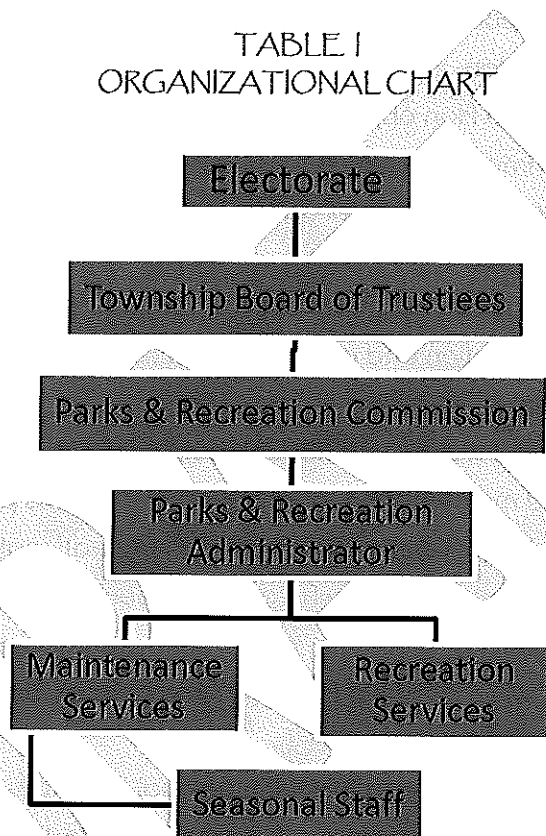 TABLE I
ORGANIZATIONAL CHART
Electorate
Township Board of Trustiees
Parks & Recreation Commission
Parks & Recreation
Administrator
Maintenance
Services
Recreation
Services
Seasonal Staff